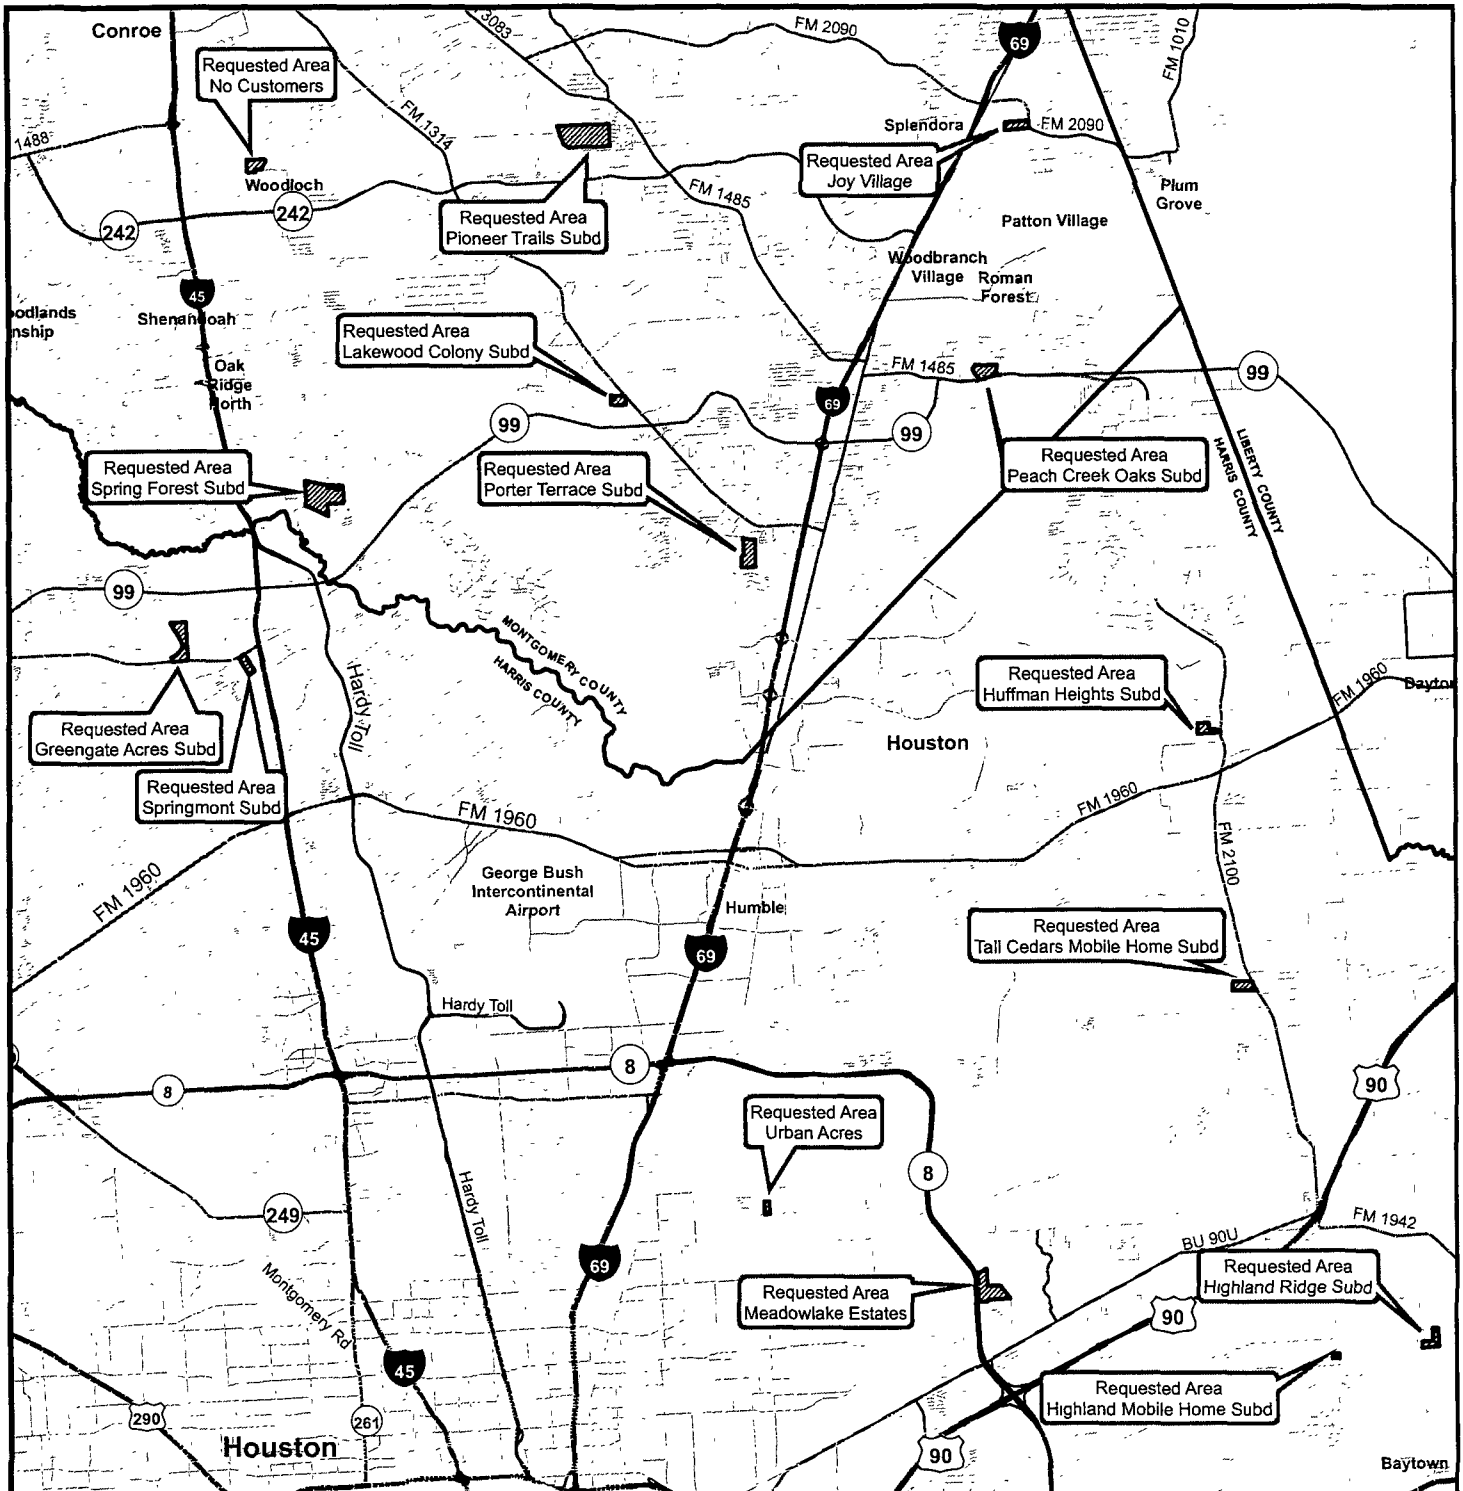 Conroe
Requested Area
No Customers
3083
FM 2090
69
FM 1010
1488
FM 1314
Splendora
FM 2090
Requested Area
Joy Village
Woodloch
242
242
Requested Area
Pioneer Trails Subd
FM 1485
Plum
Grove
Patton Village
Woodbranch
Village
Roman
Forest
45
Shenandoah
odlands
nship
Requested Area
Lakewood Colony Subd
Oak
Ridge
North
FM 1485
99
69
99
99
Requested Area
Spring Forest Subd
Requested Area
Porter Terrace Subd
Requested Area
Peach Creek Oaks Subd
LIBERTY COUNTY
HARRIS COUNTY
99
MONTGOMERY COUNTY
HARRIS COUNTY
Hardy Toll
Requested Area
Huffman Heights Subd
FM 1960
Dayton
Requested Area
Greengate Acres Subd
Houston
Requested Area
Springmont Subd
FM 1960
FM 1960
FM 1960
FM 2100
George Bush
Intercontinental
Airport
Humble
45
69
Requested Area
Tall Cedars Mobile Home Subd
Hardy Toll
8
8
90
Requested Area
Urban Acres
8
Hardy Toll
249
FM 1942
BU 90U
69
Montgomery Rd
Requested Area
Highland Ridge Subd
Requested Area
Meadowlake Estates
90
45
Requested Area
Highland Mobile Home Subd
290
261
Houston
90
Baytown